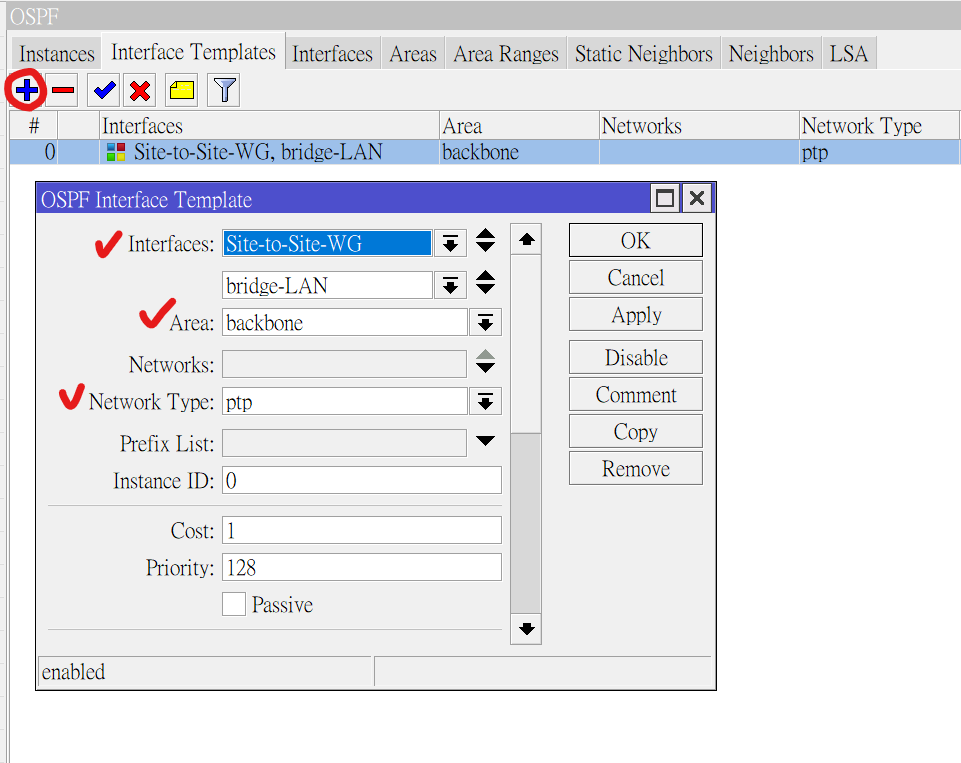 OSPF
Instances Interface Templates Interfaces Areas Area Ranges Static Neighbors Neighbors LSA
# Interfaces Area Networks Network Type
0 Site-to-Site-WG, bridge-LAN backbone ptp
OSPF Interface Template
Interfaces: Site-to-Site-WG OK
bridge-LAN Cancel
Area: backbone Apply
Networks: Disable
Network Type: ptp Comment
Prefix List: Copy
Instance ID: 0 Remove
Cost: 1
Priority: 128
Passive
enabled